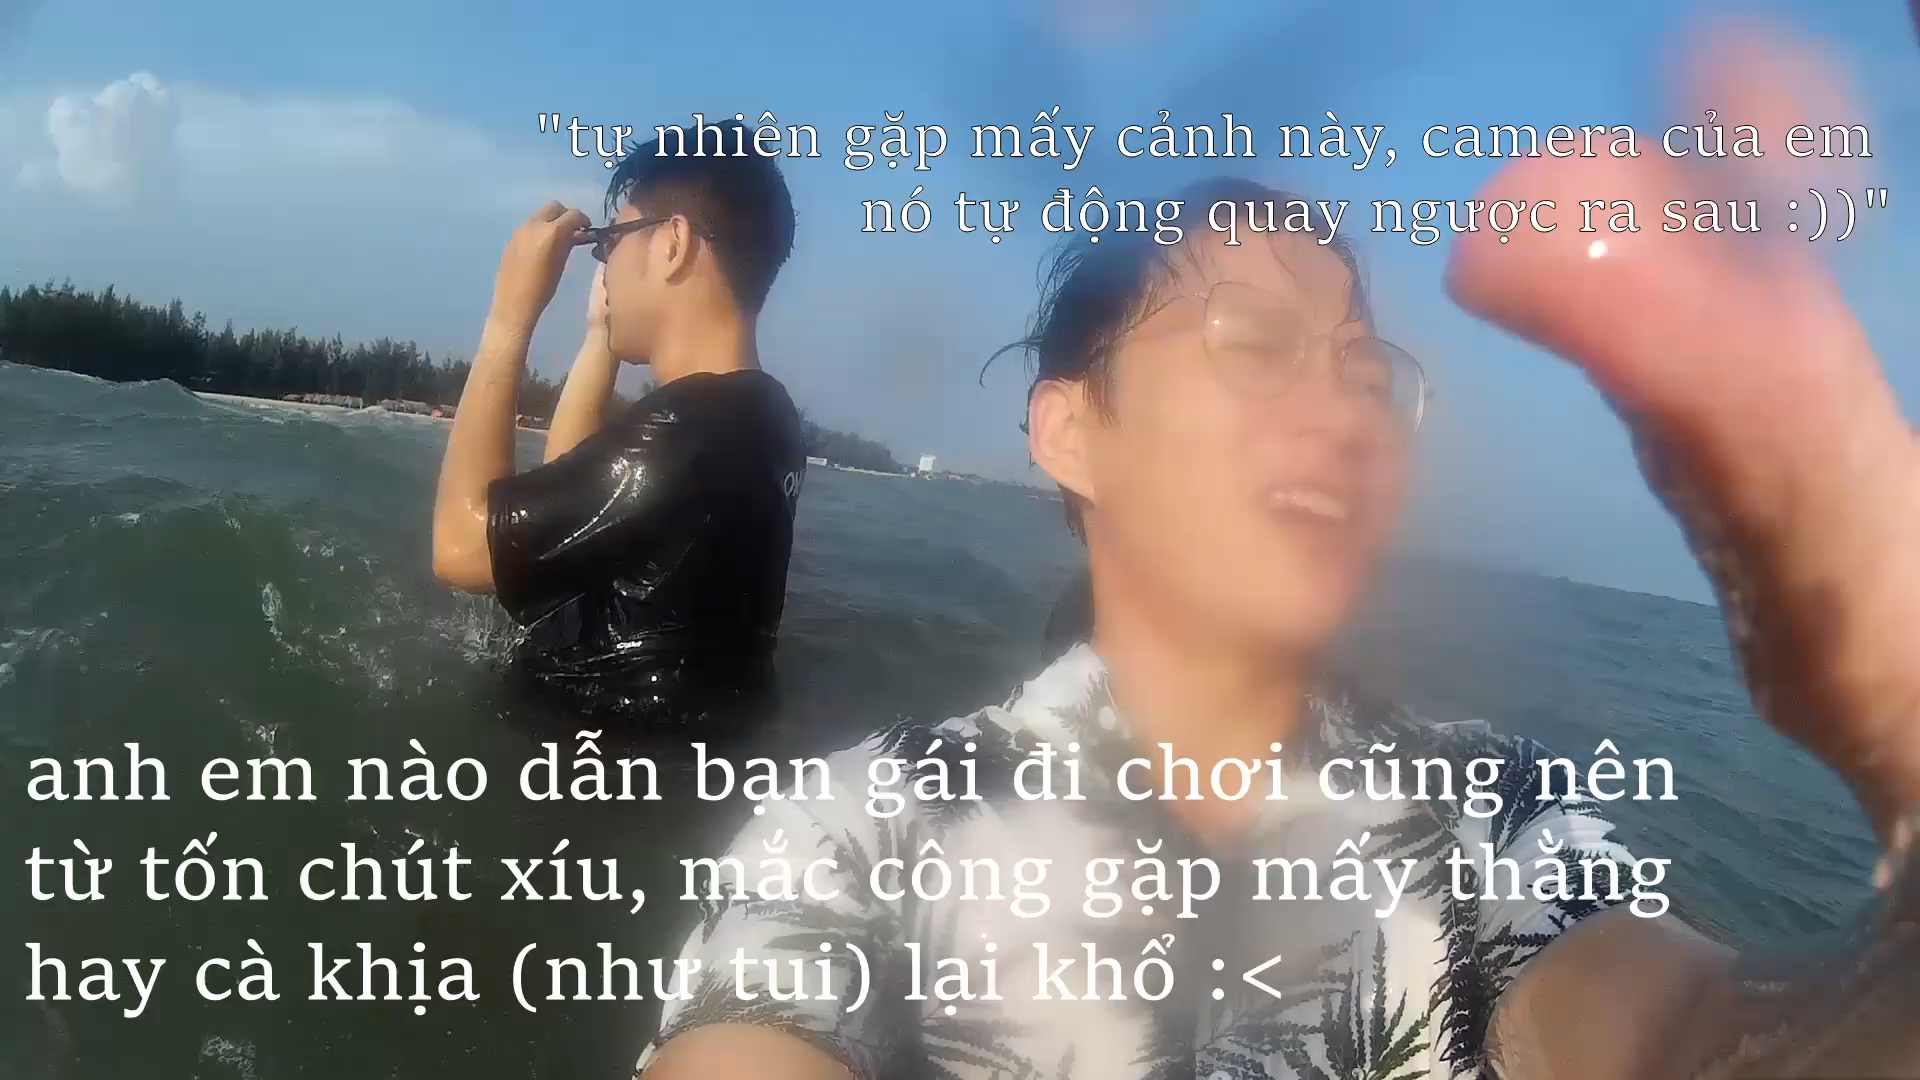 "tự nhiên gặp mấy cảnh này, camera của em
nó tự động quay ngược ra sau :))"
anh em nào dẫn bạn gái đi chơi cũng nên
từ tốn chút xíu, mắc công gặp mấy thằng
hay cà khịa (như tui) lại khổ :<